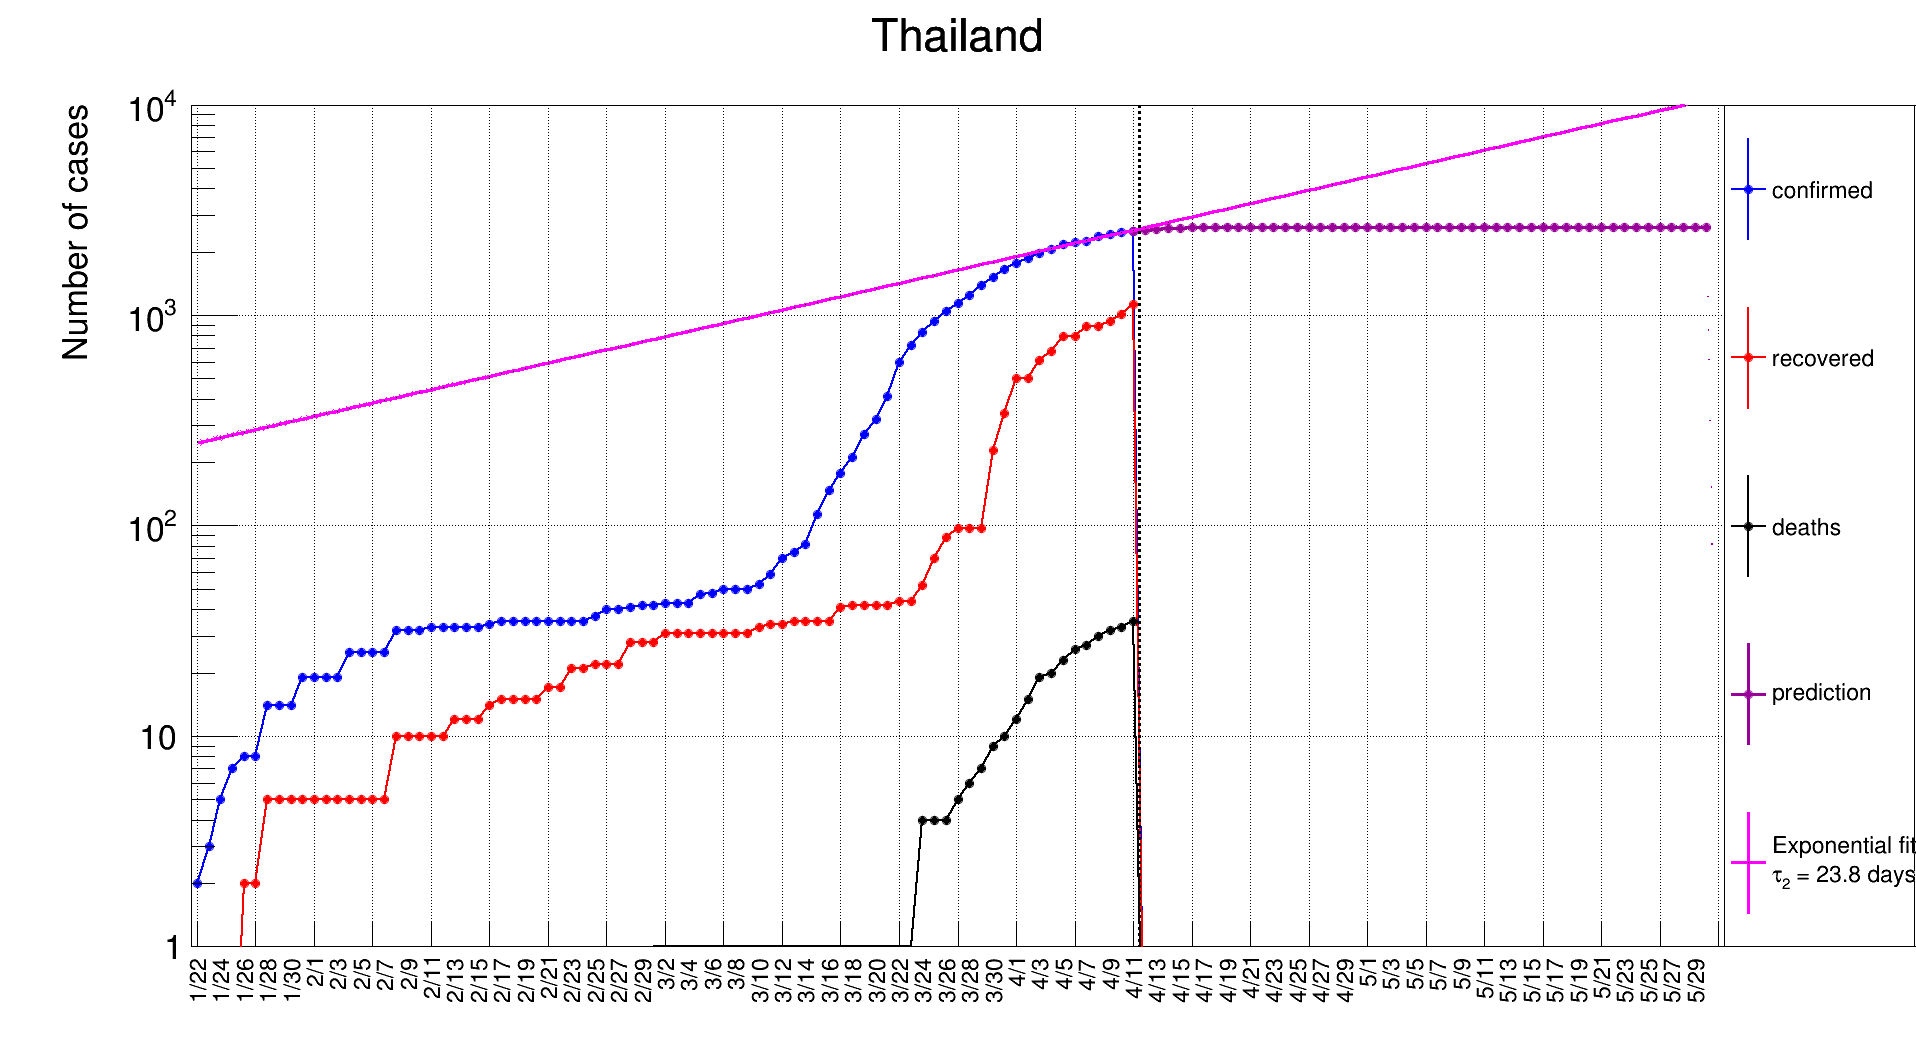 Thailand
Number of cases
10⁴
10³
10²
10
1
1/22 1/24 1/26 1/28 1/30 2/1 2/3 2/5 2/7 2/9 2/11 2/13 2/15 2/17 2/19 2/21 2/23 2/25 2/27 2/29 3/2 3/4 3/6 3/8 3/10 3/12 3/14 3/16 3/18 3/20 3/22 3/24 3/26 3/28 3/30 4/1 4/3 4/5 4/7 4/9 4/11 4/13 4/15 4/17 4/19 4/21 4/23 4/25 4/27 4/29 5/1 5/3 5/5 5/7 5/9 5/11 5/13 5/15 5/17 5/19 5/21 5/23 5/25 5/27 5/29
confirmed
recovered
deaths
prediction
Exponential fit
τ₂ = 23.8 days